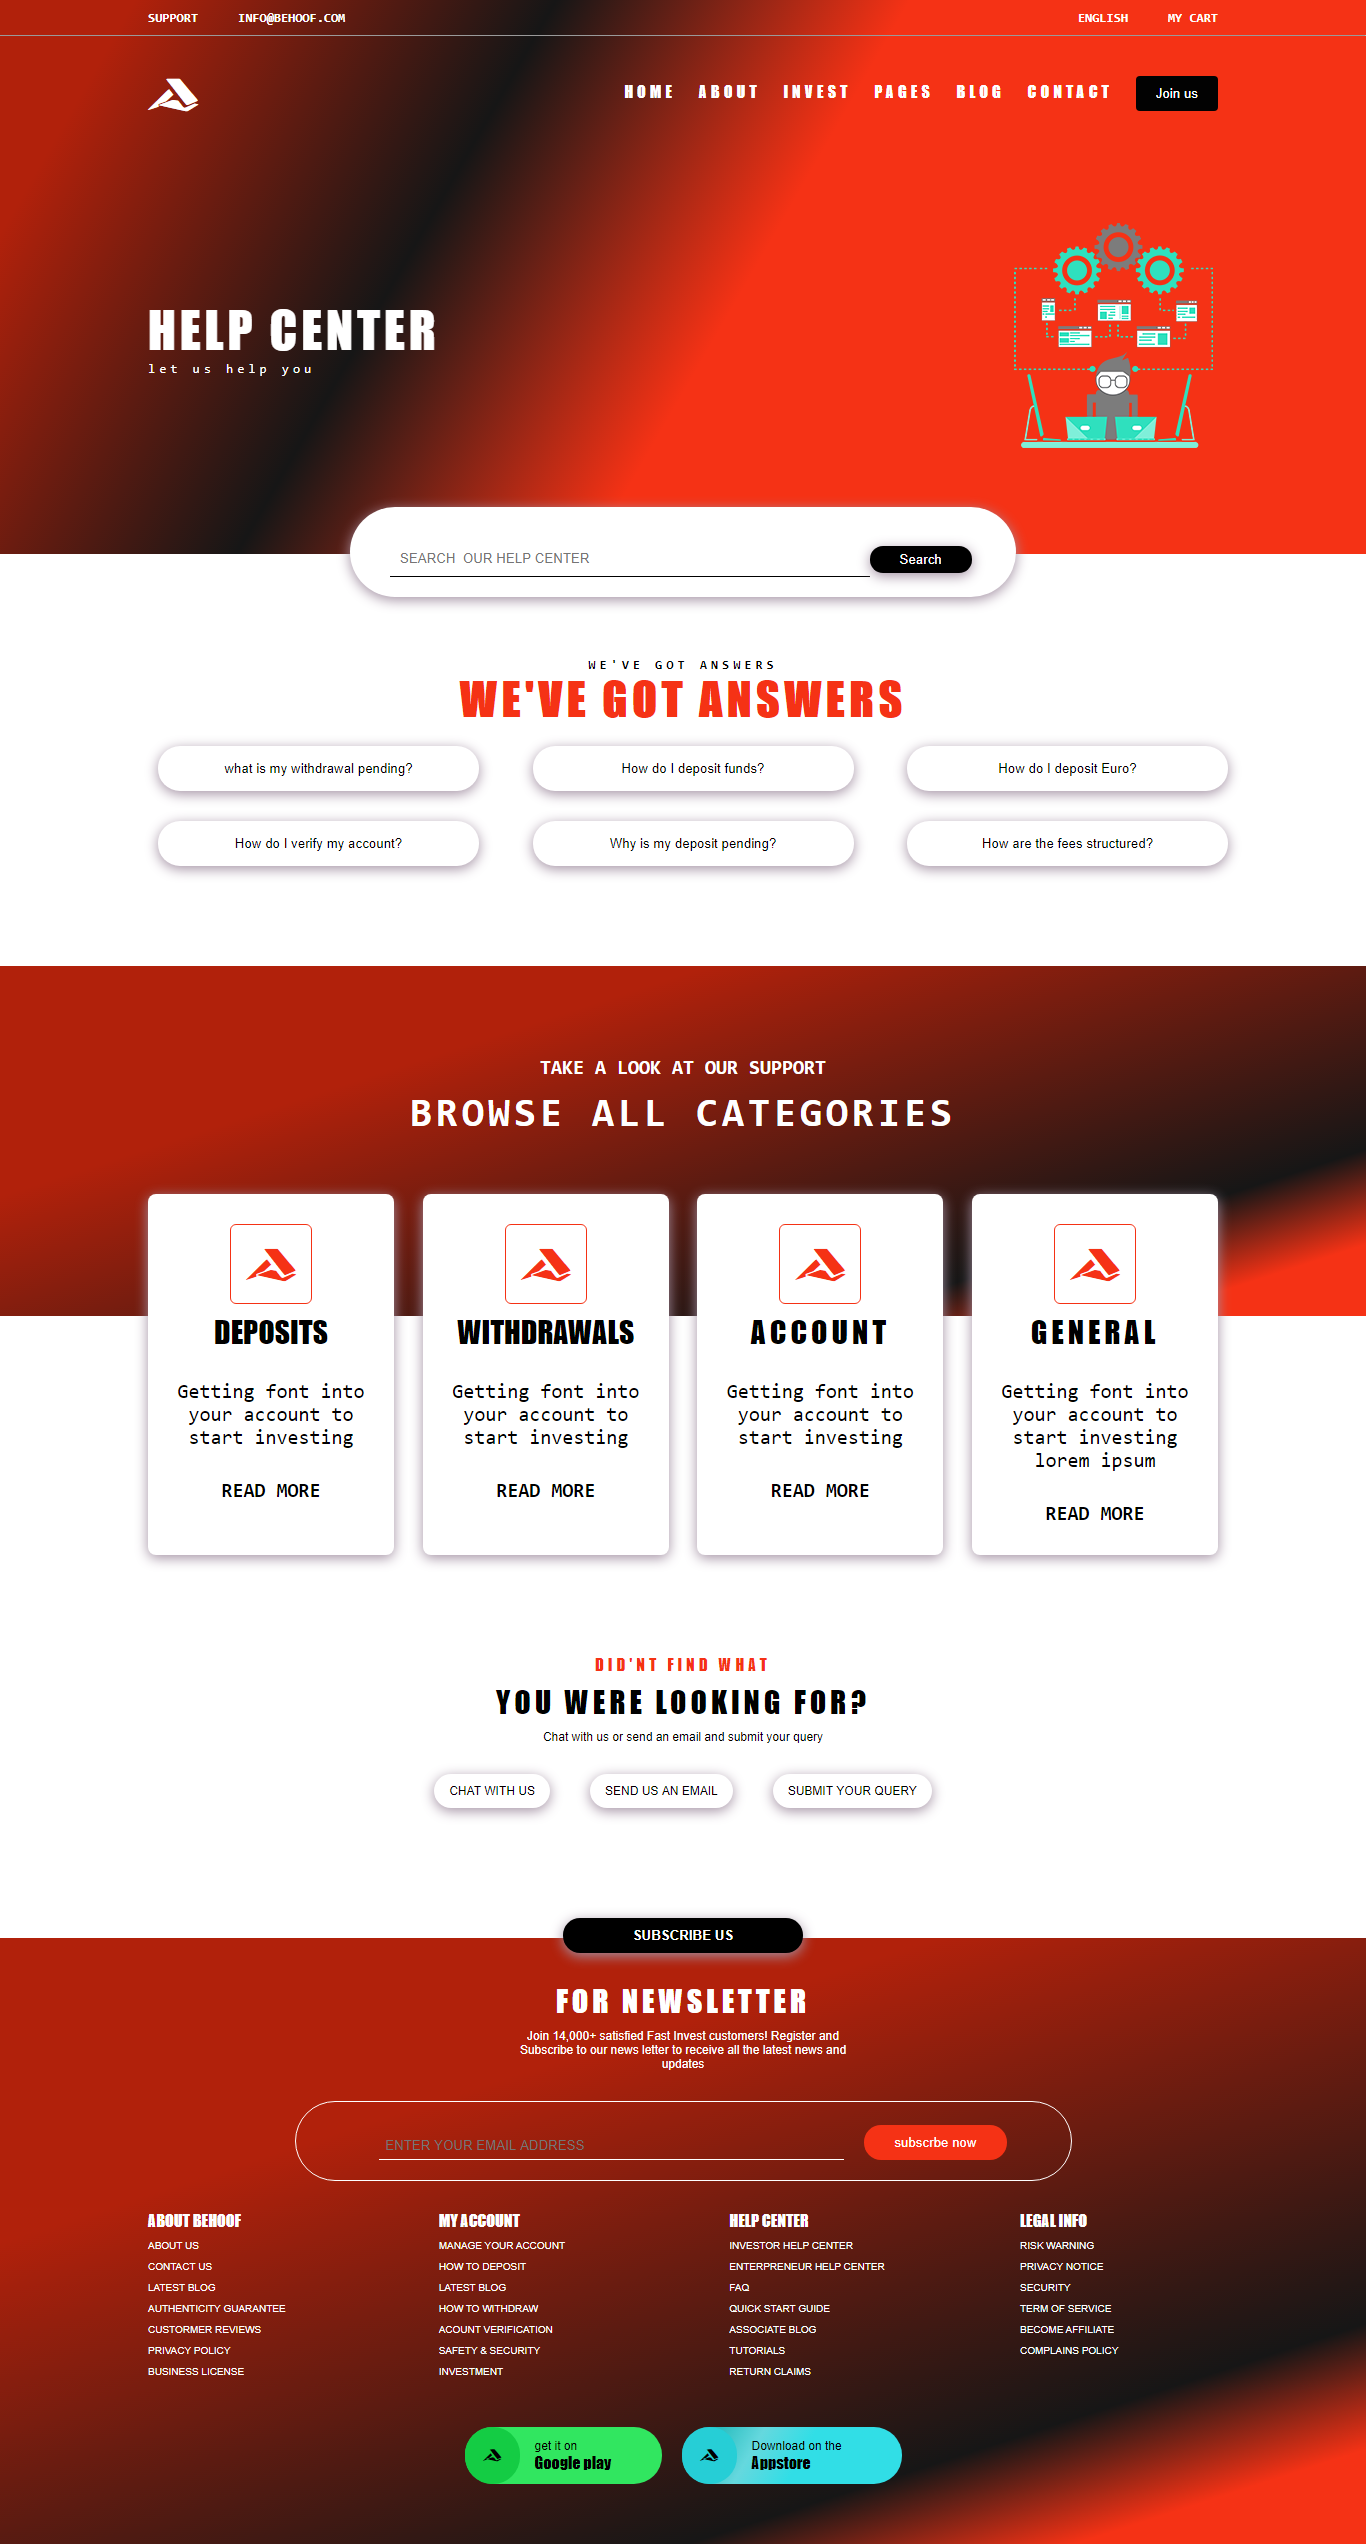 SUPPORT INFO@BEHOOF.COM ENGLISH MY CART
HOME ABOUT INVEST PAGES BLOG CONTACT Join us
HELP CENTER
let us help you
SEARCH OUR HELP CENTER Search
WE'VE GOT ANSWERS
WE'VE GOT ANSWERS
what is my withdrawal pending? How do I deposit funds? How do I deposit Euro?
How do I verify my account? Why is my deposit pending? How are the fees structured?
TAKE A LOOK AT OUR SUPPORT
BROWSE ALL CATEGORIES
DEPOSITS
Getting font into
your account to
start investing
READ MORE
WITHDRAWALS
Getting font into
your account to
start investing
READ MORE
ACCOUNT
Getting font into
your account to
start investing
READ MORE
GENERAL
Getting font into
your account to
start investing
lorem ipsum
READ MORE
DID'NT FIND WHAT
YOU WERE LOOKING FOR?
Chat with us or send an email and submit your query
CHAT WITH US SEND US AN EMAIL SUBMIT YOUR QUERY
SUBSCRIBE US
FOR NEWSLETTER
Join 14,000+ satisfied Fast Invest customers! Register and
Subscribe to our news letter to receive all the latest news and
updates
ENTER YOUR EMAIL ADDRESS subscrbe now
ABOUT BEHOOF
ABOUT US
CONTACT US
LATEST BLOG
AUTHENTICITY GUARANTEE
CUSTORMER REVIEWS
PRIVACY POLICY
BUSINESS LICENSE
MY ACCOUNT
MANAGE YOUR ACCOUNT
HOW TO DEPOSIT
LATEST BLOG
HOW TO WITHDRAW
ACOUNT VERIFICATION
SAFETY & SECURITY
INVESTMENT
HELP CENTER
INVESTOR HELP CENTER
ENTERPRENEUR HELP CENTER
FAQ
QUICK START GUIDE
ASSOCIATE BLOG
TUTORIALS
RETURN CLAIMS
LEGAL INFO
RISK WARNING
PRIVACY NOTICE
SECURITY
TERM OF SERVICE
BECOME AFFILIATE
COMPLAINS POLICY
get it on
Google play
Download on the
Appstore